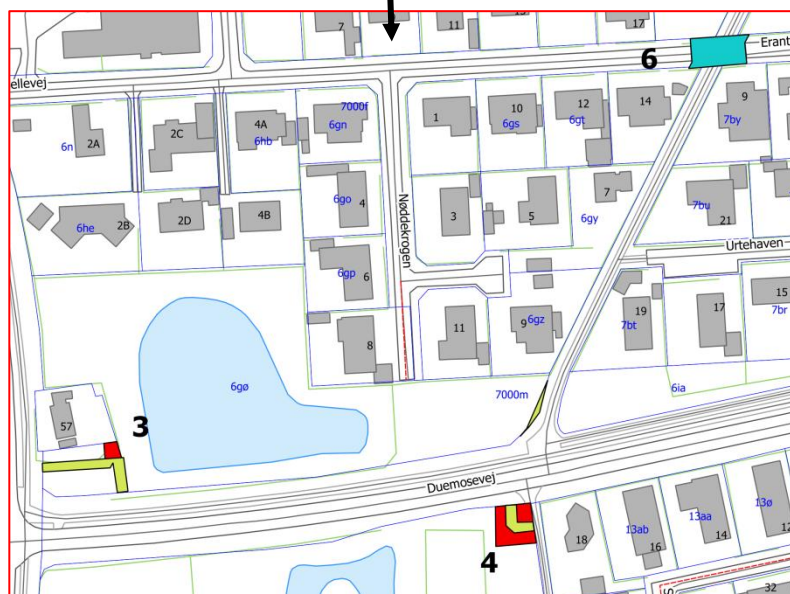 7
11
17
6
Erant
ellevej
7000f
1
10
6gs
12
6gt
14
9
7by
2A
6n
2C
4A
6hb
6gn
6go
4
Nøddekrogen
3
5
7
6gy
7bu
21
6he
2B
2D
4B
Urtehaven
6gp
6
8
11
9
6gz
19
7bt
17
15
7br
6gø
7000m
6ia
57
3
Duemosevej
4
18
13ab
16
13aa
14
13ø
12
32